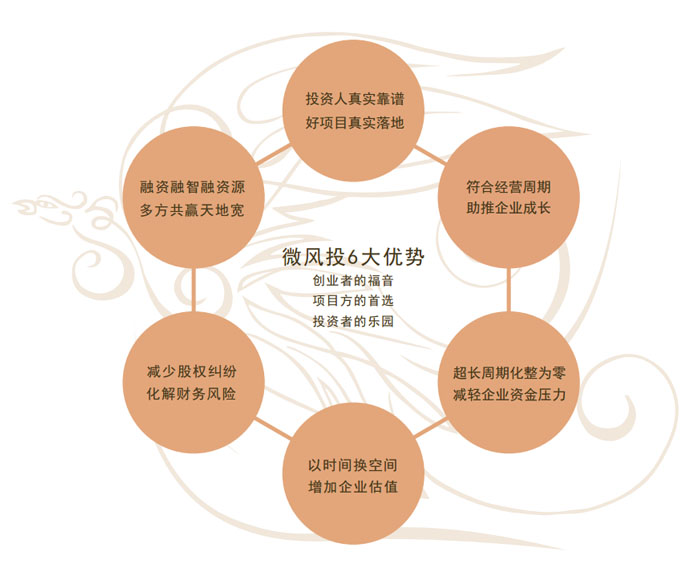 投资人真实靠谱
好项目真实落地
融资融智融资源
多方共赢天地宽
符合经营周期
助推企业成长
微风投6大优势
创业者的福音
项目方的首选
投资者的乐园
减少股权纠纷
化解财务风险
超长周期化整为零
减轻企业资金压力
以时间换空间
增加企业估值